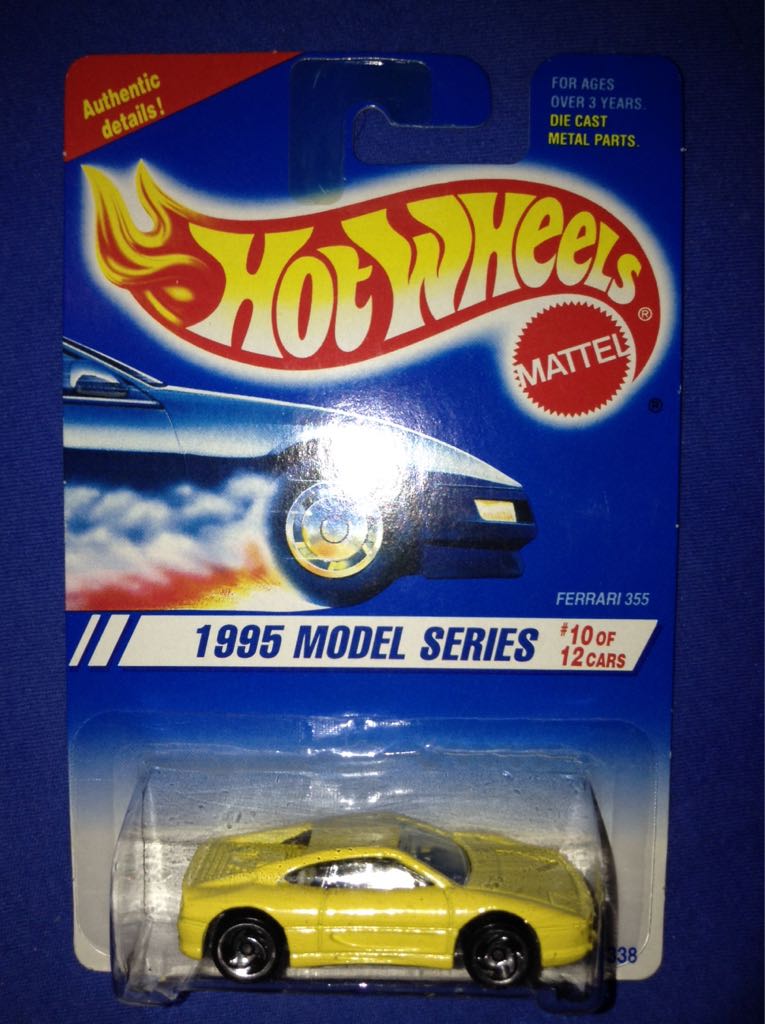 Authentic
details!
FOR AGES
OVER 3 YEARS.
DIE CAST
METAL PARTS.
HOT WHEELS®
MATTEL
®
FERRARI 355
1995 MODEL SERIES #10 OF
12 CARS